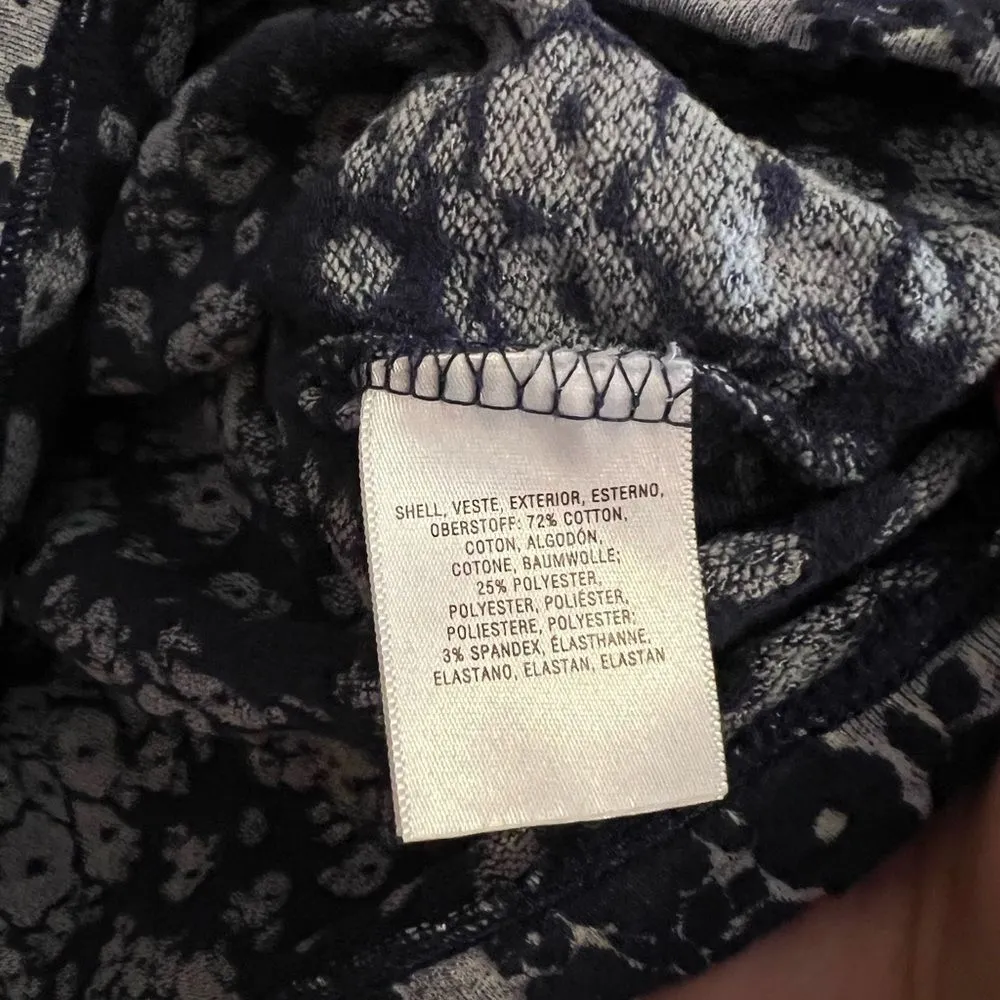 SHELL, VESTE, EXTERIOR, ESTERNO,
OBERSTOFF: 72% COTTON,
COTON, ALGODÓN,
COTONE, BAUMWOLLE;
25% POLYESTER,
POLYESTER, POLIÉSTER,
POLIESTERE, POLYESTER;
3% SPANDEX, ÉLASTHANNE,
ELASTANO, ELASTAN, ELASTAN